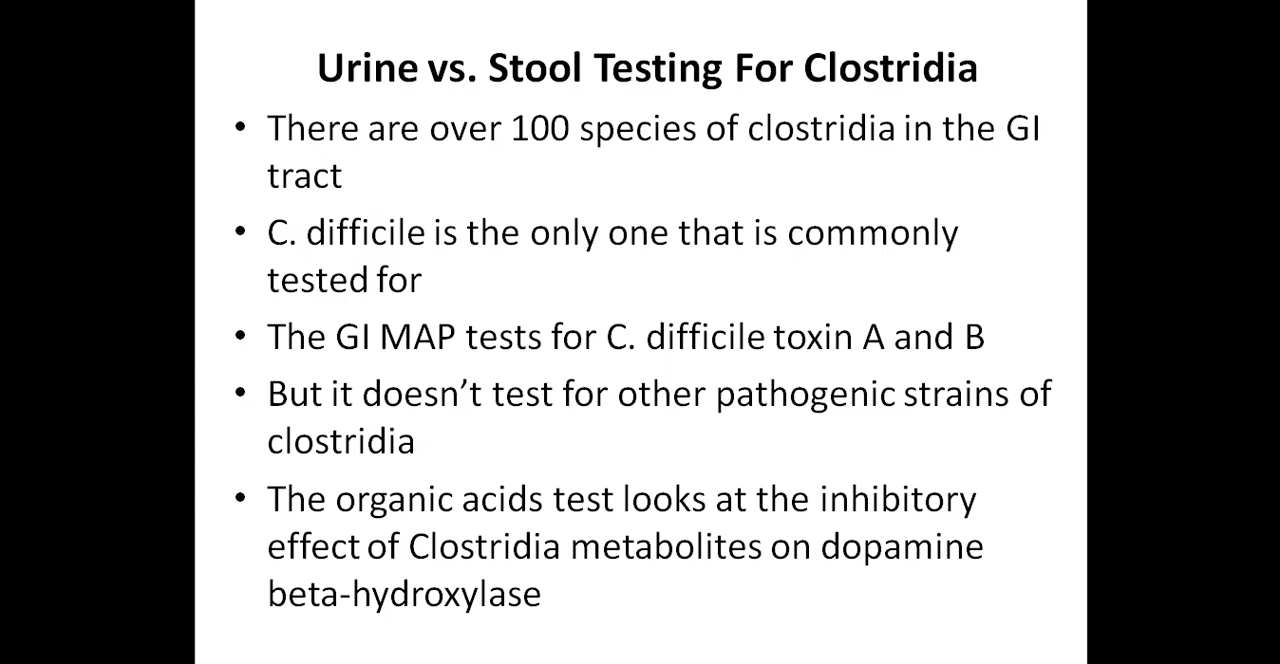 Urine vs. Stool Testing For Clostridia
• There are over 100 species of clostridia in the GI
tract
• C. difficile is the only one that is commonly
tested for
• The GI MAP tests for C. difficile toxin A and B
• But it doesn’t test for other pathogenic strains of
clostridia
• The organic acids test looks at the inhibitory
effect of Clostridia metabolites on dopamine
beta-hydroxylase